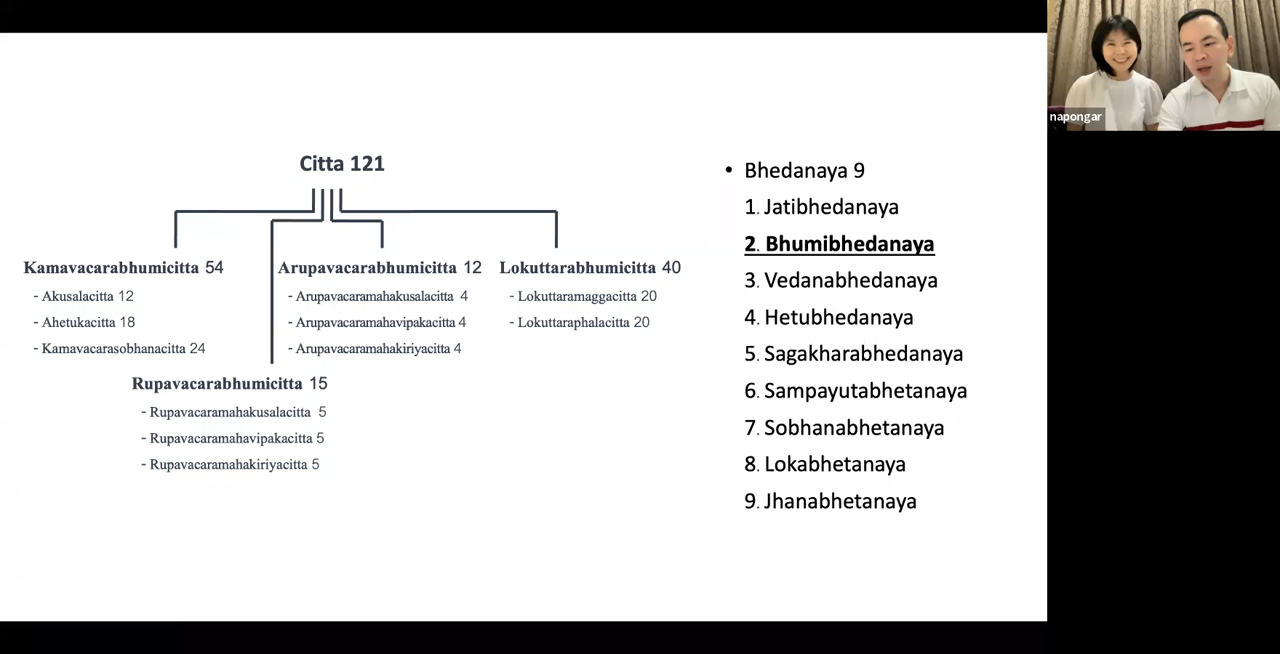 napongar
Citta 121
Kamavacarabhumicitta 54
- Akusalacitta 12
- Ahetukacitta 18
- Kamavacarasobhanacitta 24
Rupavacarabhumicitta 15
- Rupavacaramahakusalacitta 5
- Rupavacaramahavipakacitta 5
- Rupavacaramahakiriyacitta 5
Arupavacarabhumicitta 12
- Arupavacaramahakusalacitta 4
- Arupavacaramahavipakacitta 4
- Arupavacaramahakiriyacitta 4
Lokuttarabhumicitta 40
- Lokuttaramaggacitta 20
- Lokuttaraphalacitta 20
• Bhedanaya 9
1. Jatibhedanaya
2. Bhumibhedanaya
3. Vedanabhedanaya
4. Hetubhedanaya
5. Sagakharabhedanaya
6. Sampayutabhetanaya
7. Sobhanabhetanaya
8. Lokabhetanaya
9. Jhanabhetanaya